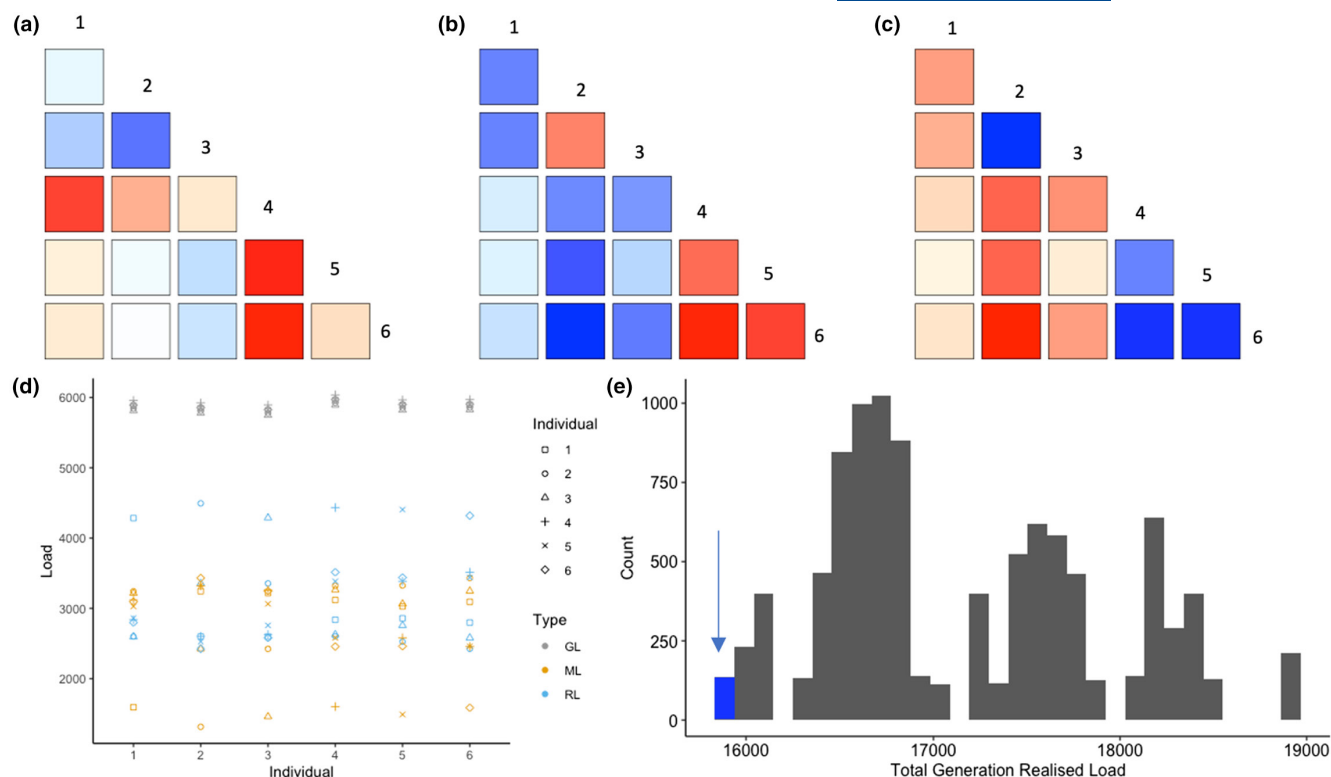 (a)
1
2
3
4
5
6
(b)
1
2
3
4
5
6
(c)
1
2
3
4
5
6
(d)
6000
5000
4000
3000
2000
Load
1 2 3 4 5 6
Individual
Individual
1
2
3
4
5
6
Type
GL
ML
RL
(e)
1000
750
500
250
0
Count
16000 17000 18000 19000
Total Generation Realised Load